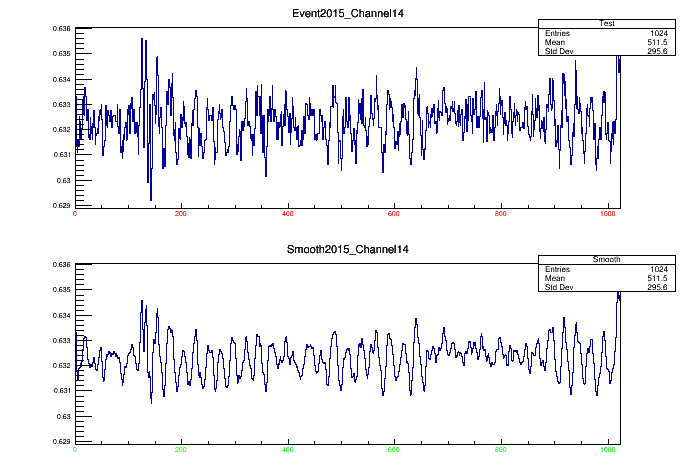 Event2015_Channel14
Test
Entries 1024
Mean 511.5
Std Dev 295.6
0.636
0.635
0.634
0.633
0.632
0.631
0.63
0.629
0 200 400 600 800 1000
Smooth2015_Channel14
Smooth
Entries 1024
Mean 511.5
Std Dev 295.6
0.636
0.635
0.634
0.633
0.632
0.631
0.63
0.629
0 200 400 600 800 1000